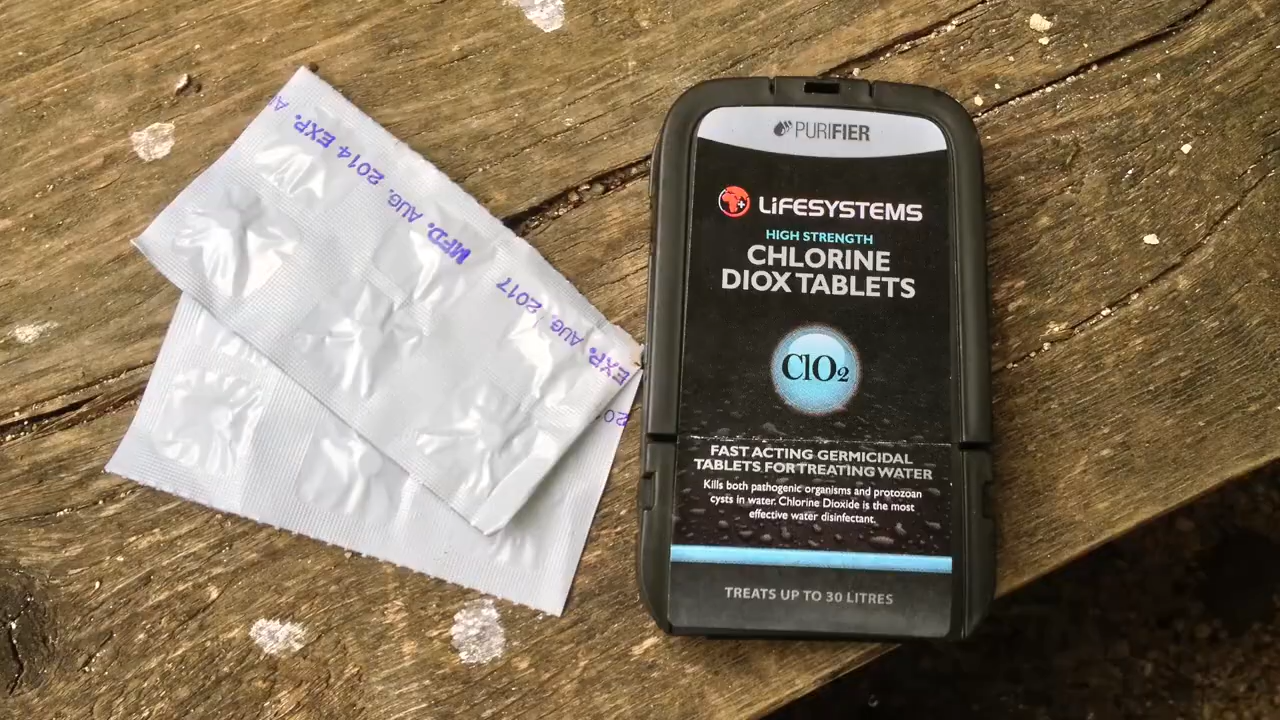 MFD. AUG. 2014 EXP.
EXP. AUG. 2017
PURIFIER
LIFESYSTEMS
HIGH STRENGTH
CHLORINE
DIOX TABLETS
ClO2
FAST ACTING GERMICIDAL
TABLETS FOR TREATING WATER
Kills both pathogenic organisms and protozoan
cysts in water. Chlorine Dioxide is the most
effective water disinfectant.
TREATS UP TO 30 LITRES